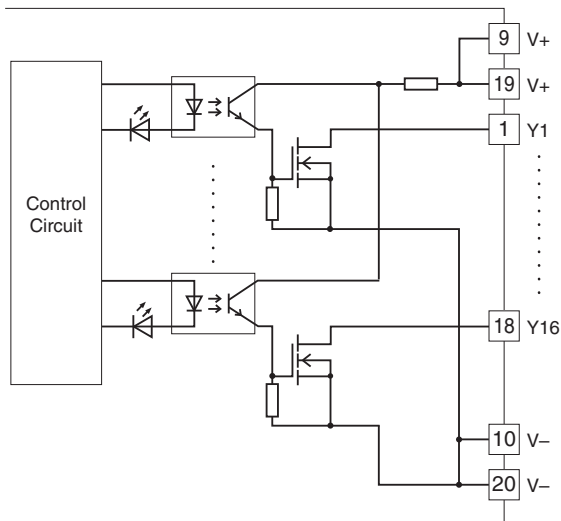 9 V+
19 V+
1 Y1
Control
Circuit
18 Y16
10 V–
20 V–